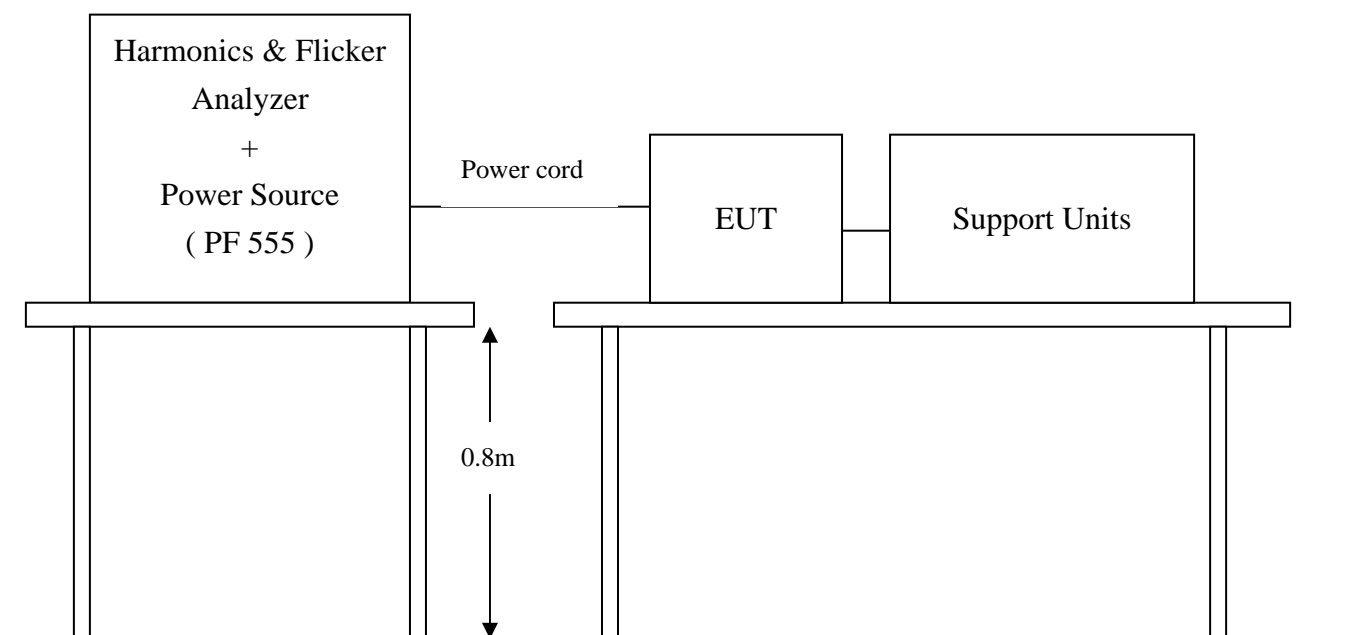 Harmonics & Flicker
Analyzer
+
Power Source
( PF 555 )
Power cord
EUT
Support Units
0.8m